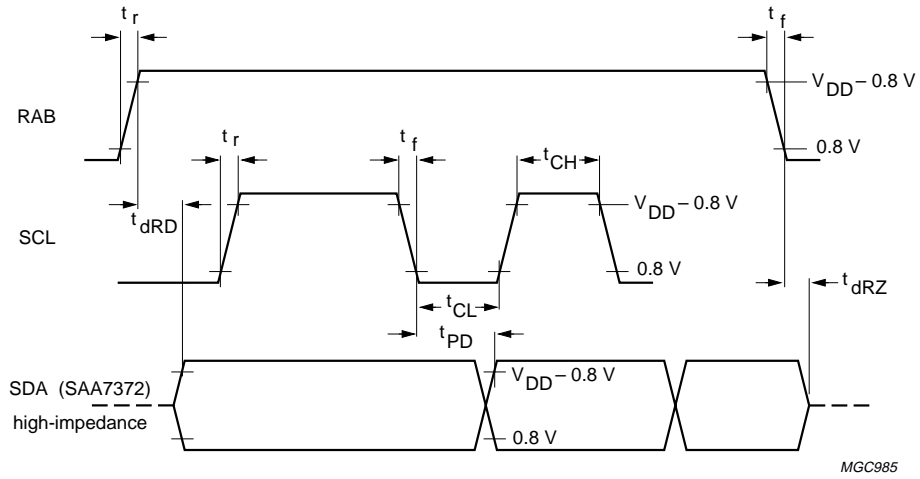 t r
t f
RAB
V DD – 0.8 V
0.8 V
t r
t f
t CH
t dRD
SCL
V DD – 0.8 V
0.8 V
t dRZ
t CL
t PD
SDA (SAA7372)
high-impedance
V DD – 0.8 V
0.8 V
MGC985